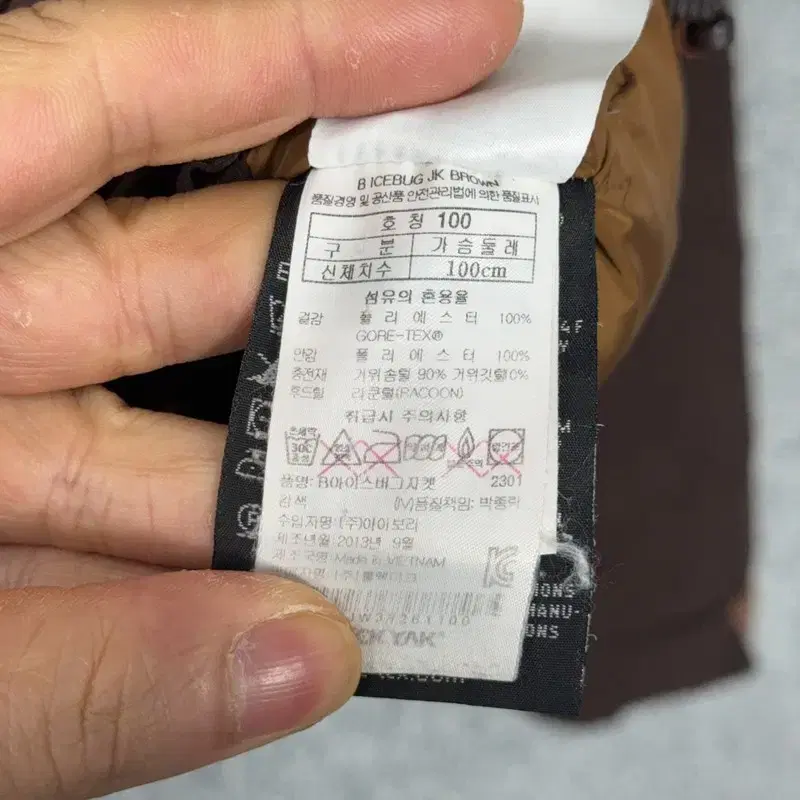 B ICEBUG JK BROWN
품질경영 및 공산품 안전관리법에 의한 품질표시
호 칭 100
구 분 가슴둘레
신체치수 100cm
섬유의 혼용율
겉감 폴 리 에 스 터 100%
GORE-TEX®
안감 폴 리 에 스 터 100%
충전재 거위솜털 90% 거위깃털10%
후드털 라쿤털(RACOON)
취급시 주의사항
품명: B아이스버그자켓 2301
검색 (M)품질책임: 박종탁
수입자명: (주)아이보리
제조년월 2013년 9월
제조국명 Made in VIETNAM
YAK
IONS
MANU-
ONS